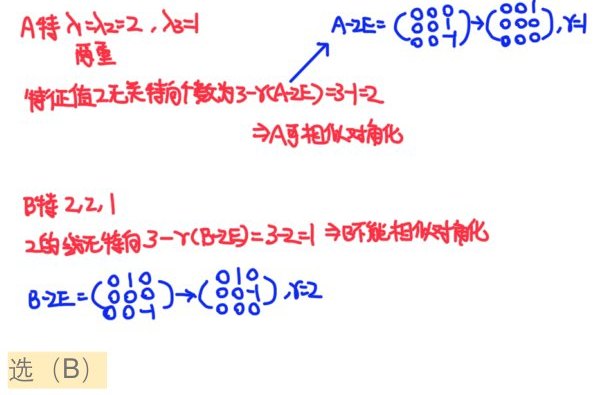 A特 λ₁=λ₂=2, λ₃=1
两重
A-2E=(0 0 0
0 0 1
0 0 -1)→(0 0 1
0 0 0
0 0 0), r=1
特征值2无关特向个数为3-r(A-2E)=3-1=2
⇒A可相似对角化
B特 2,2,1
2的线无特向 3-r(B-2E)=3-2=1 ⇒B不能相似对角化
B-2E=(0 1 0
0 0 0
0 0 -1)→(0 1 0
0 0 -1
0 0 0), r=2
选（B）